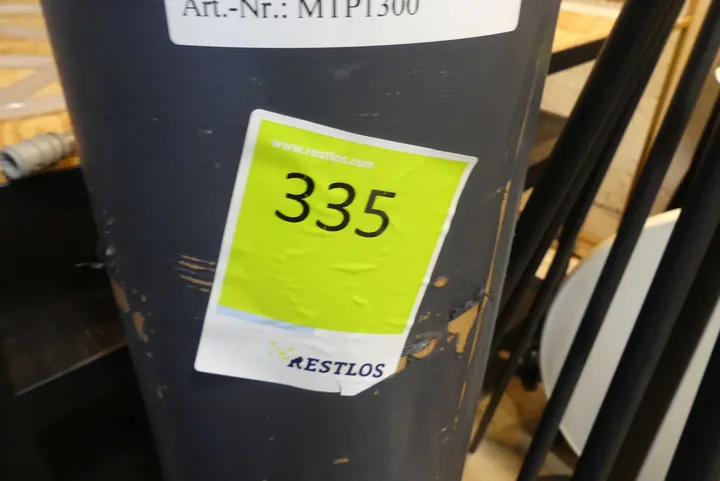 Art.-Nr.: MTP1300
www.restlos.com
335
RESTLOS